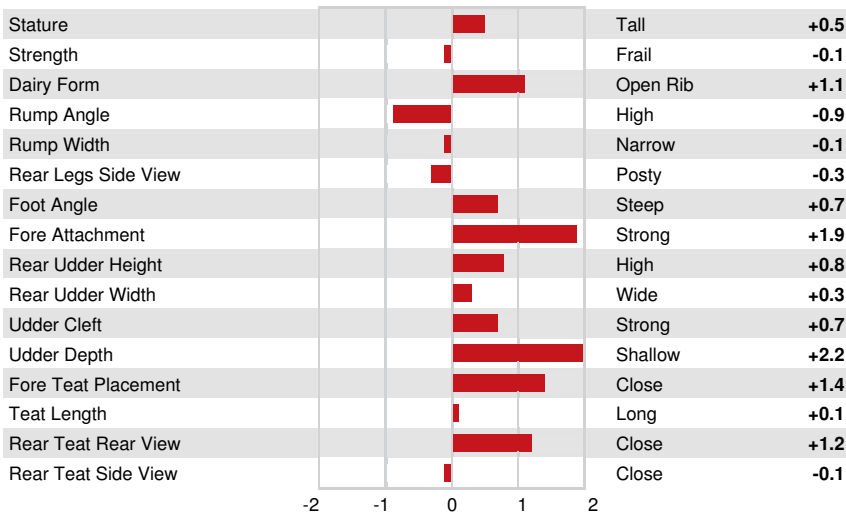 Stature Tall +0.5
Strength Frail -0.1
Dairy Form Open Rib +1.1
Rump Angle High -0.9
Rump Width Narrow -0.1
Rear Legs Side View Posty -0.3
Foot Angle Steep +0.7
Fore Attachment Strong +1.9
Rear Udder Height High +0.8
Rear Udder Width Wide +0.3
Udder Cleft Strong +0.7
Udder Depth Shallow +2.2
Fore Teat Placement Close +1.4
Teat Length Long +0.1
Rear Teat Rear View Close +1.2
Rear Teat Side View Close -0.1
-2 -1 0 1 2